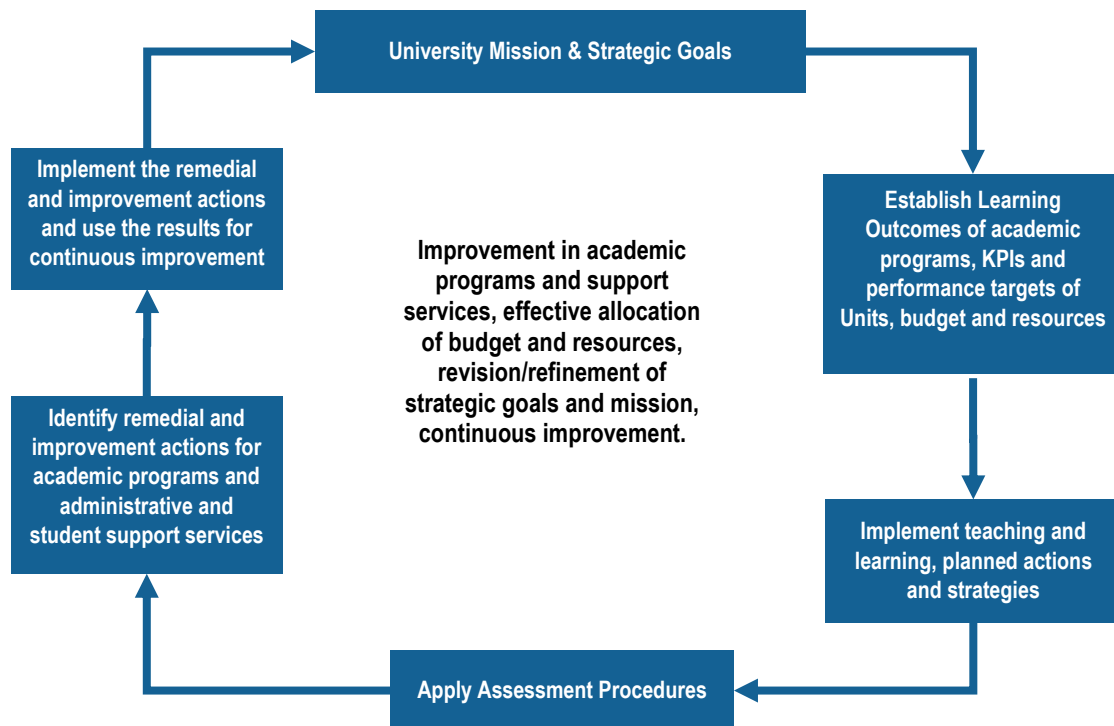 University Mission & Strategic Goals
Establish Learning
Outcomes of academic
programs, KPIs and
performance targets of
Units, budget and resources
Implement teaching and
learning, planned actions
and strategies
Apply Assessment Procedures
Identify remedial and
improvement actions for
academic programs and
administrative and
student support services
Implement the remedial
and improvement actions
and use the results for
continuous improvement
Improvement in academic
programs and support
services, effective allocation
of budget and resources,
revision/refinement of
strategic goals and mission,
continuous improvement.